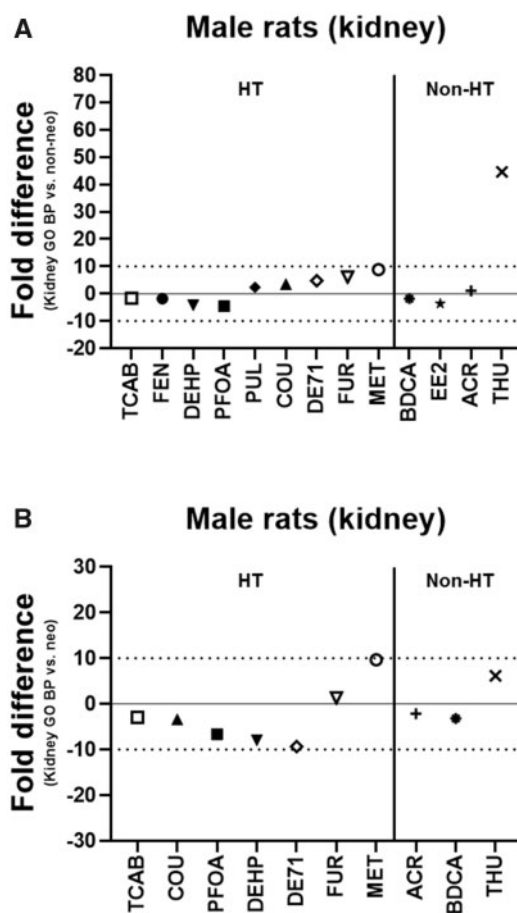 A
Male rats (kidney)
Fold difference
(Kidney GO BP vs. non-neo)
HT
Non-HT
80
70
60
50
40
30
20
10
0
-10
-20
TCAB
FEN
DEHP
PFOA
PUL
COU
DE71
FUR
MET
BDCA
EE2
ACR
THU
B
Male rats (kidney)
Fold difference
(Kidney GO BP vs. neo)
HT
Non-HT
30
20
10
0
-10
-20
-30
TCAB
COU
PFOA
DEHP
DE71
FUR
MET
ACR
BDCA
THU